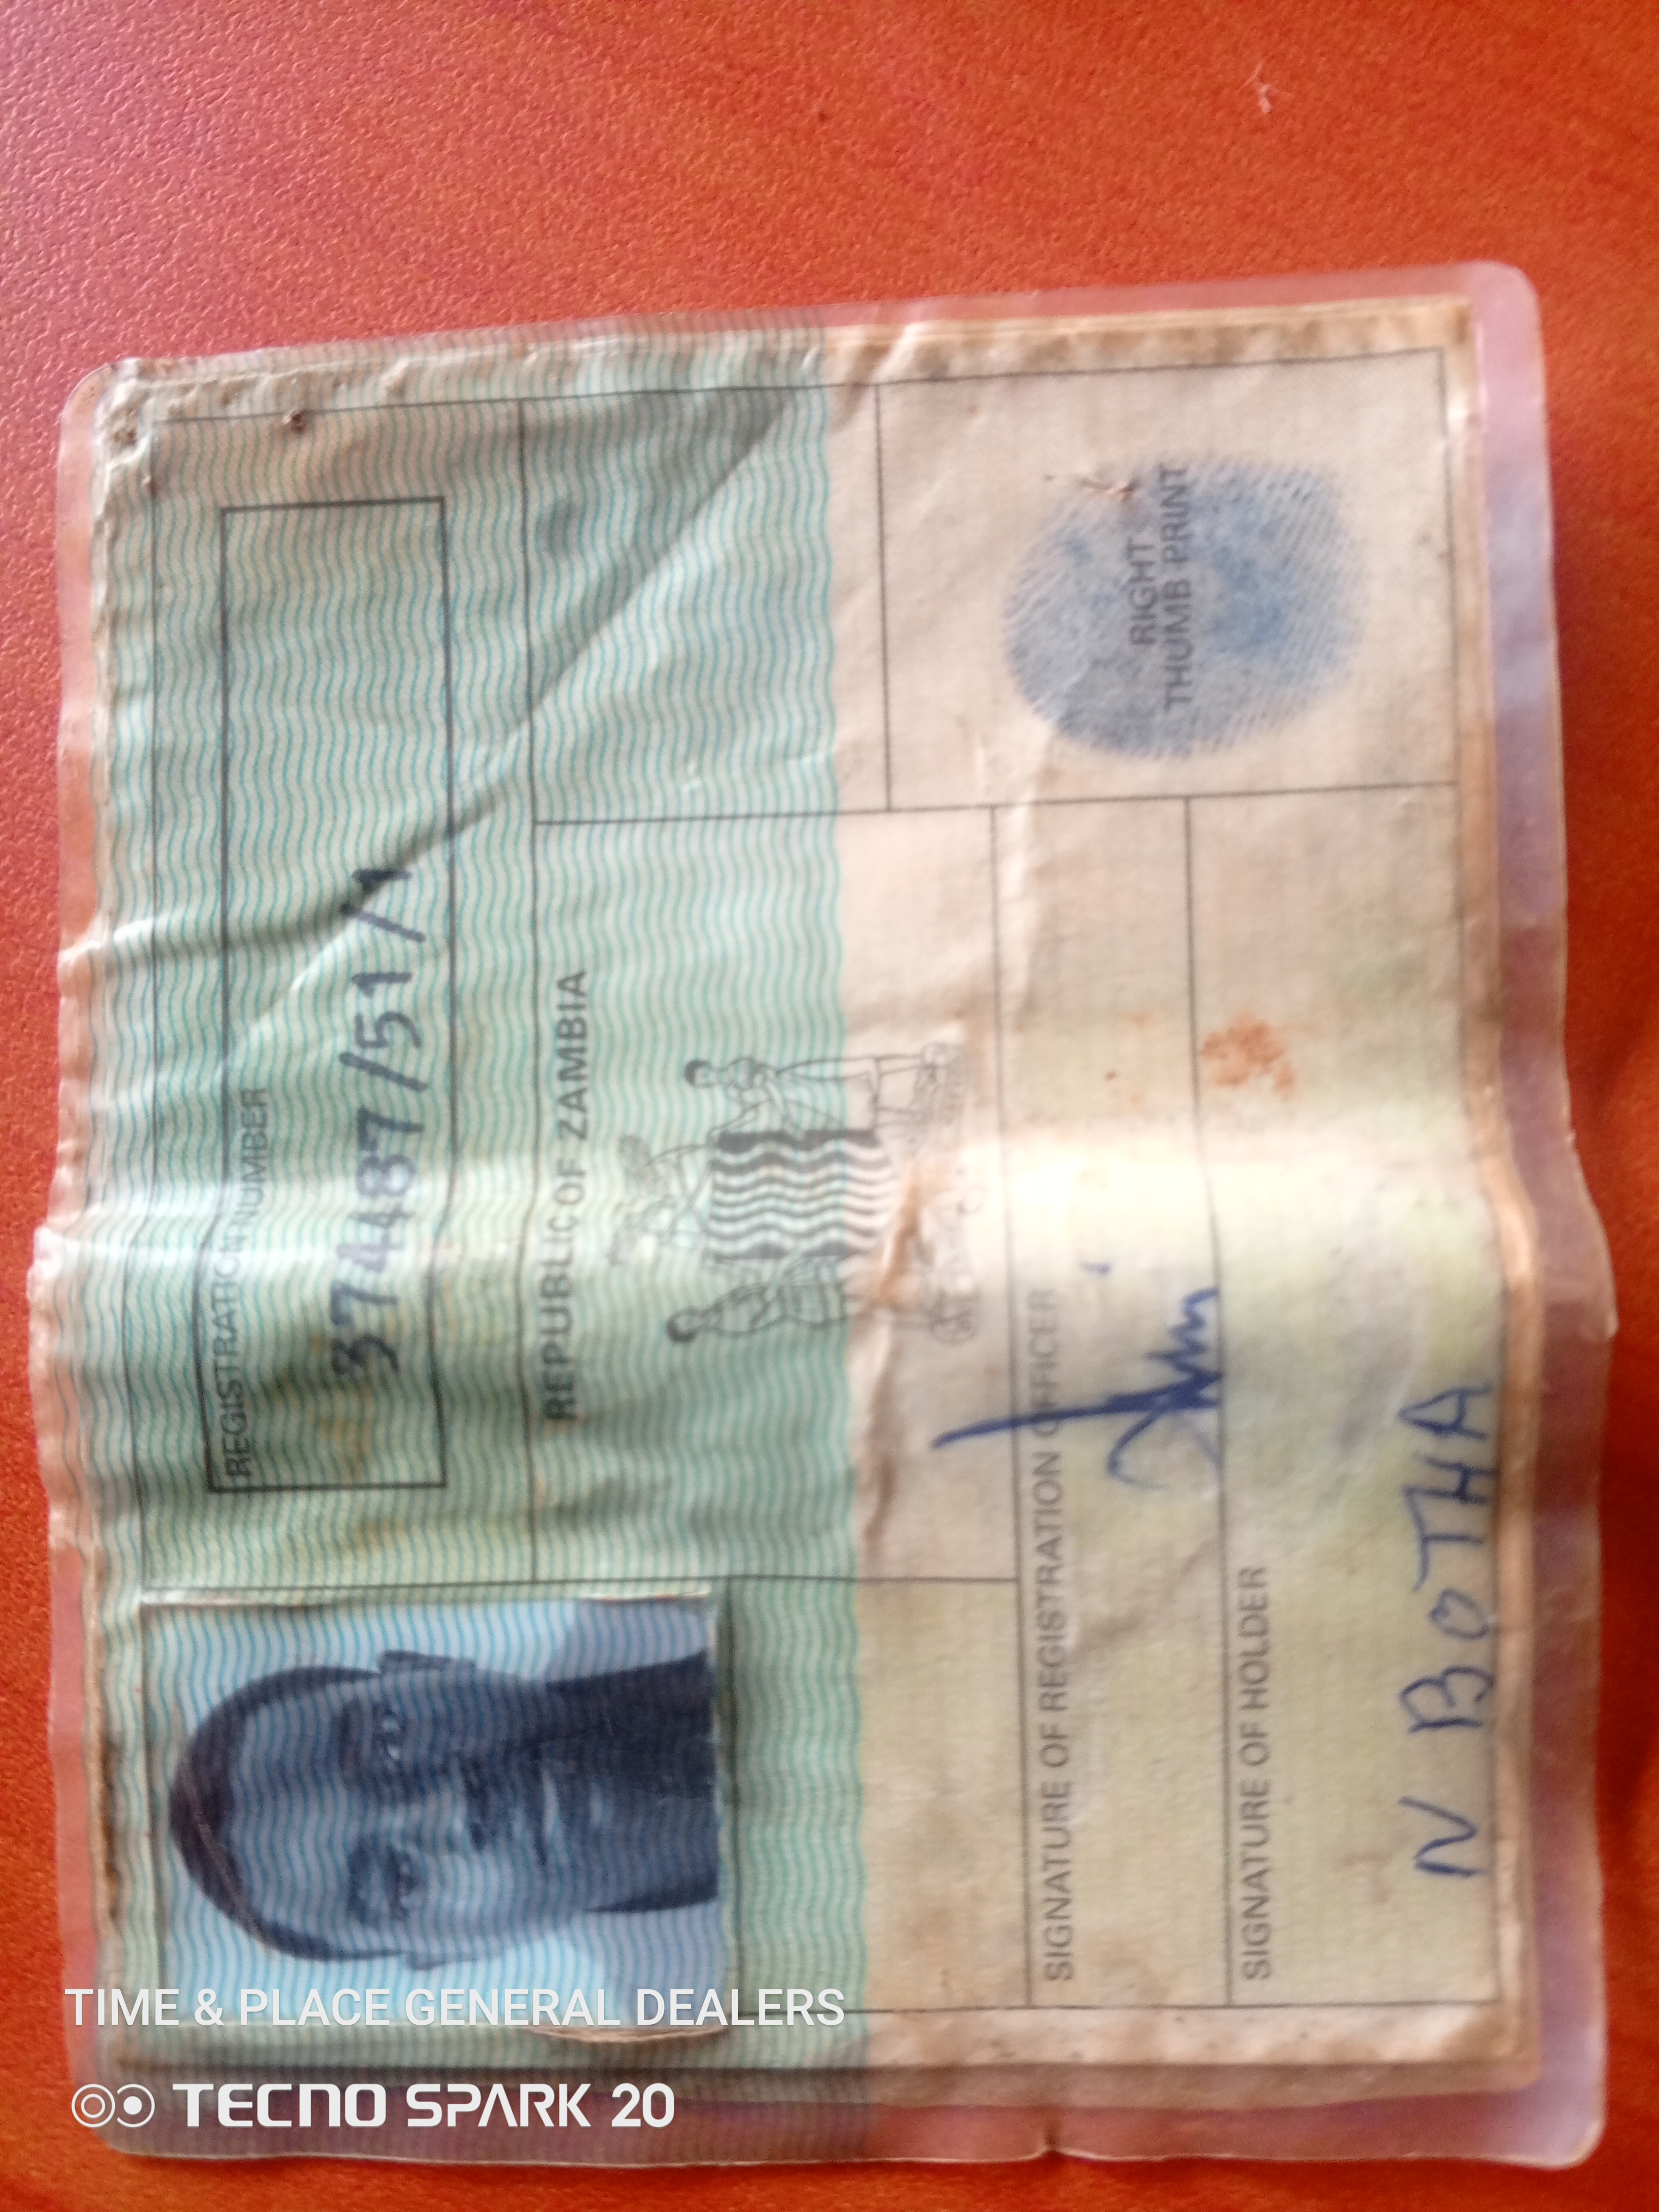 REGISTRATION NUMBER
374487/51/1
REPUBLIC OF ZAMBIA
SIGNATURE OF REGISTRATION OFFICER
SIGNATURE OF HOLDER
N BOTHA
RIGHT
THUMB PRINT
TIME & PLACE GENERAL DEALERS
TECNO SPARK 20